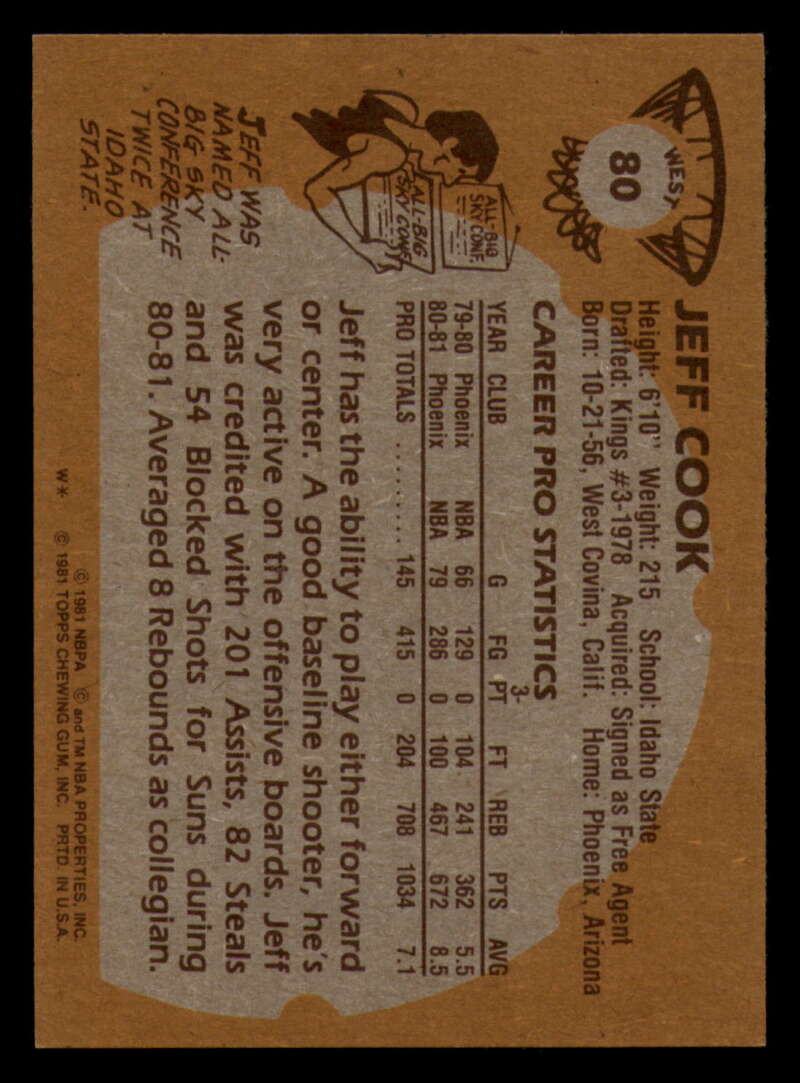 WEST
80
JEFF COOK
Height: 6'10" Weight: 215 School: Idaho State
Drafted: Kings #3-1978 Acquired: Signed as Free Agent
Born: 10-21-56, West Covina, Calif. Home: Phoenix, Arizona
CAREER PRO STATISTICS
YEAR CLUB G FG 3-PT FT REB PTS AVG
79-80 Phoenix NBA 66 129 0 104 241 362 5.5
80-81 Phoenix NBA 79 286 0 100 467 672 8.5
PRO TOTALS .......... 145 415 0 204 708 1034 7.1
ALL-BIG
SKY CONF.
ALL-BIG
SKY CONF.
JEFF WAS
NAMED ALL-
BIG SKY
CONFERENCE
TWICE AT
IDAHO
STATE.
Jeff has the ability to play either forward
or center. A good baseline shooter, he's
very active on the offensive boards. Jeff
was credited with 201 Assists, 82 Steals
and 54 Blocked Shots for Suns during
80-81. Averaged 8 Rebounds as collegian.
© 1981 NBPA © and TM NBA PROPERTIES, INC.
W* © 1981 TOPPS CHEWING GUM, INC. PRTD. IN U.S.A.